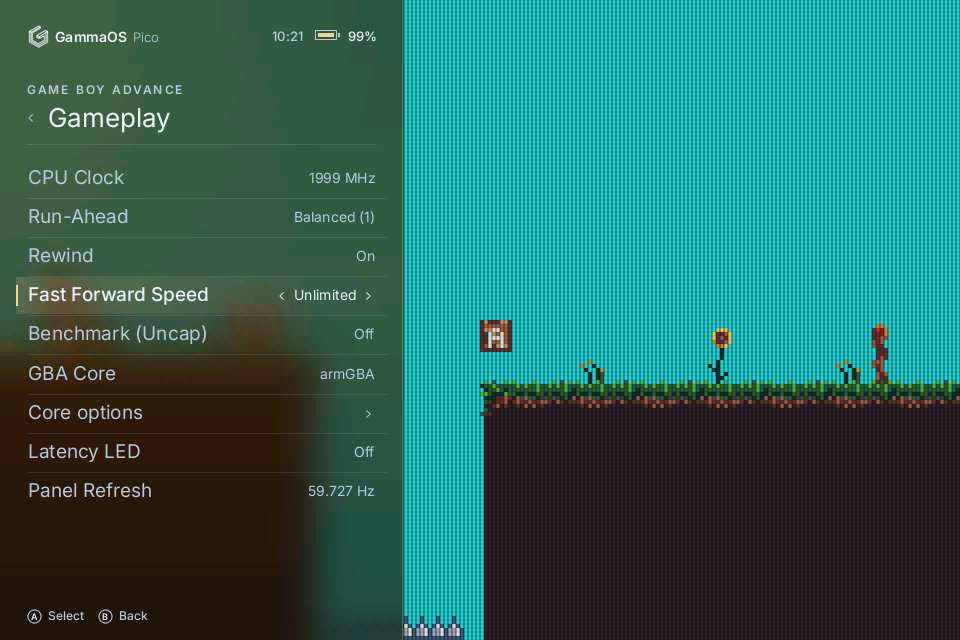 GammaOS Pico 10:21 99%
GAME BOY ADVANCE
‹ Gameplay
CPU Clock 1999 MHz
Run-Ahead Balanced (1)
Rewind On
Fast Forward Speed ‹ Unlimited ›
Benchmark (Uncap) Off
GBA Core armGBA
Core options ›
Latency LED Off
Panel Refresh 59.727 Hz
A
A Select B Back